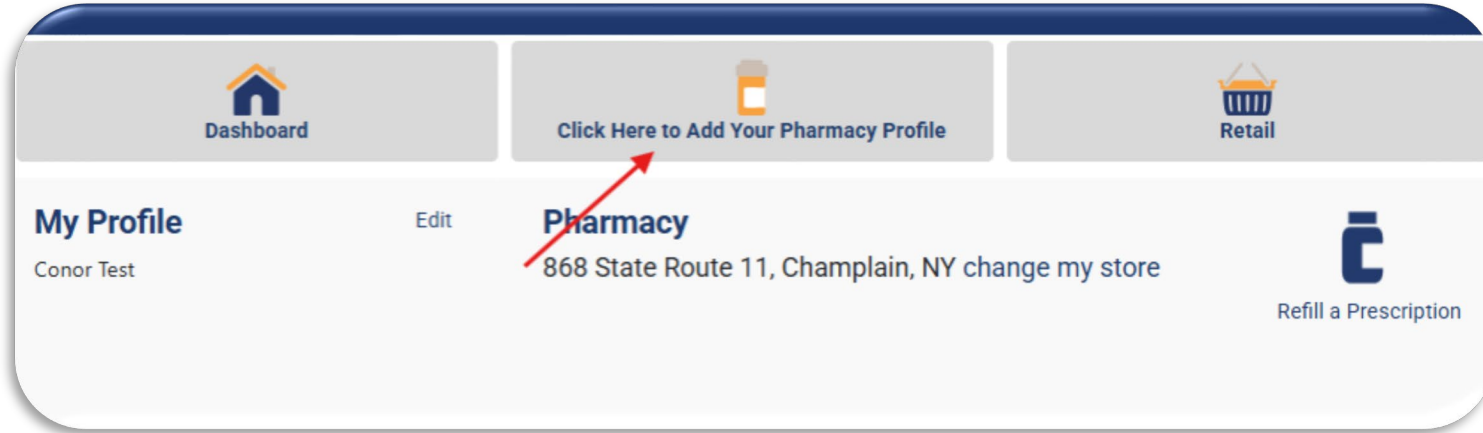 Dashboard
Click Here to Add Your Pharmacy Profile
Retail
My Profile
Edit
Conor Test
Pharmacy
868 State Route 11, Champlain, NY change my store
Refill a Prescription